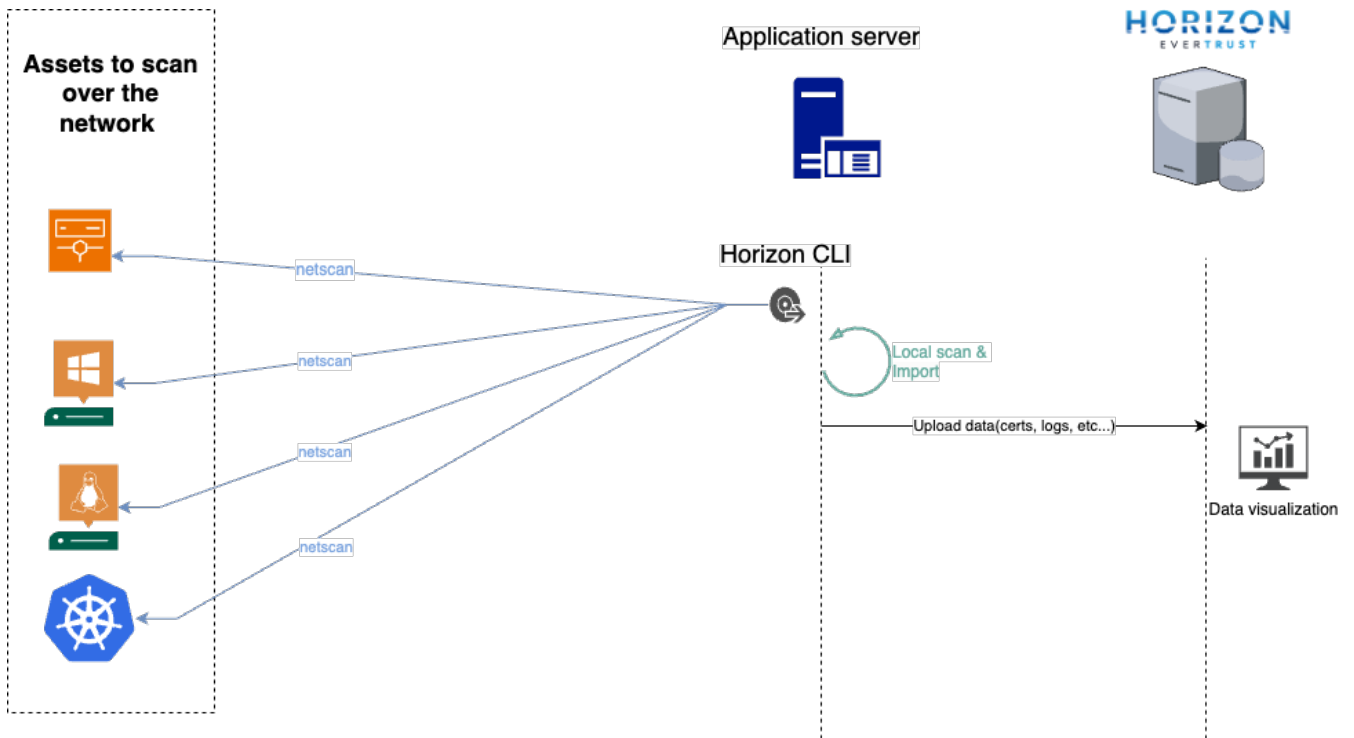 HORIZON
EVERTRUST
Application server
Assets to scan
over the
network
Horizon CLI
netscan
netscan
netscan
netscan
Local scan &
Import
Upload data(certs, logs, etc...)
Data visualization